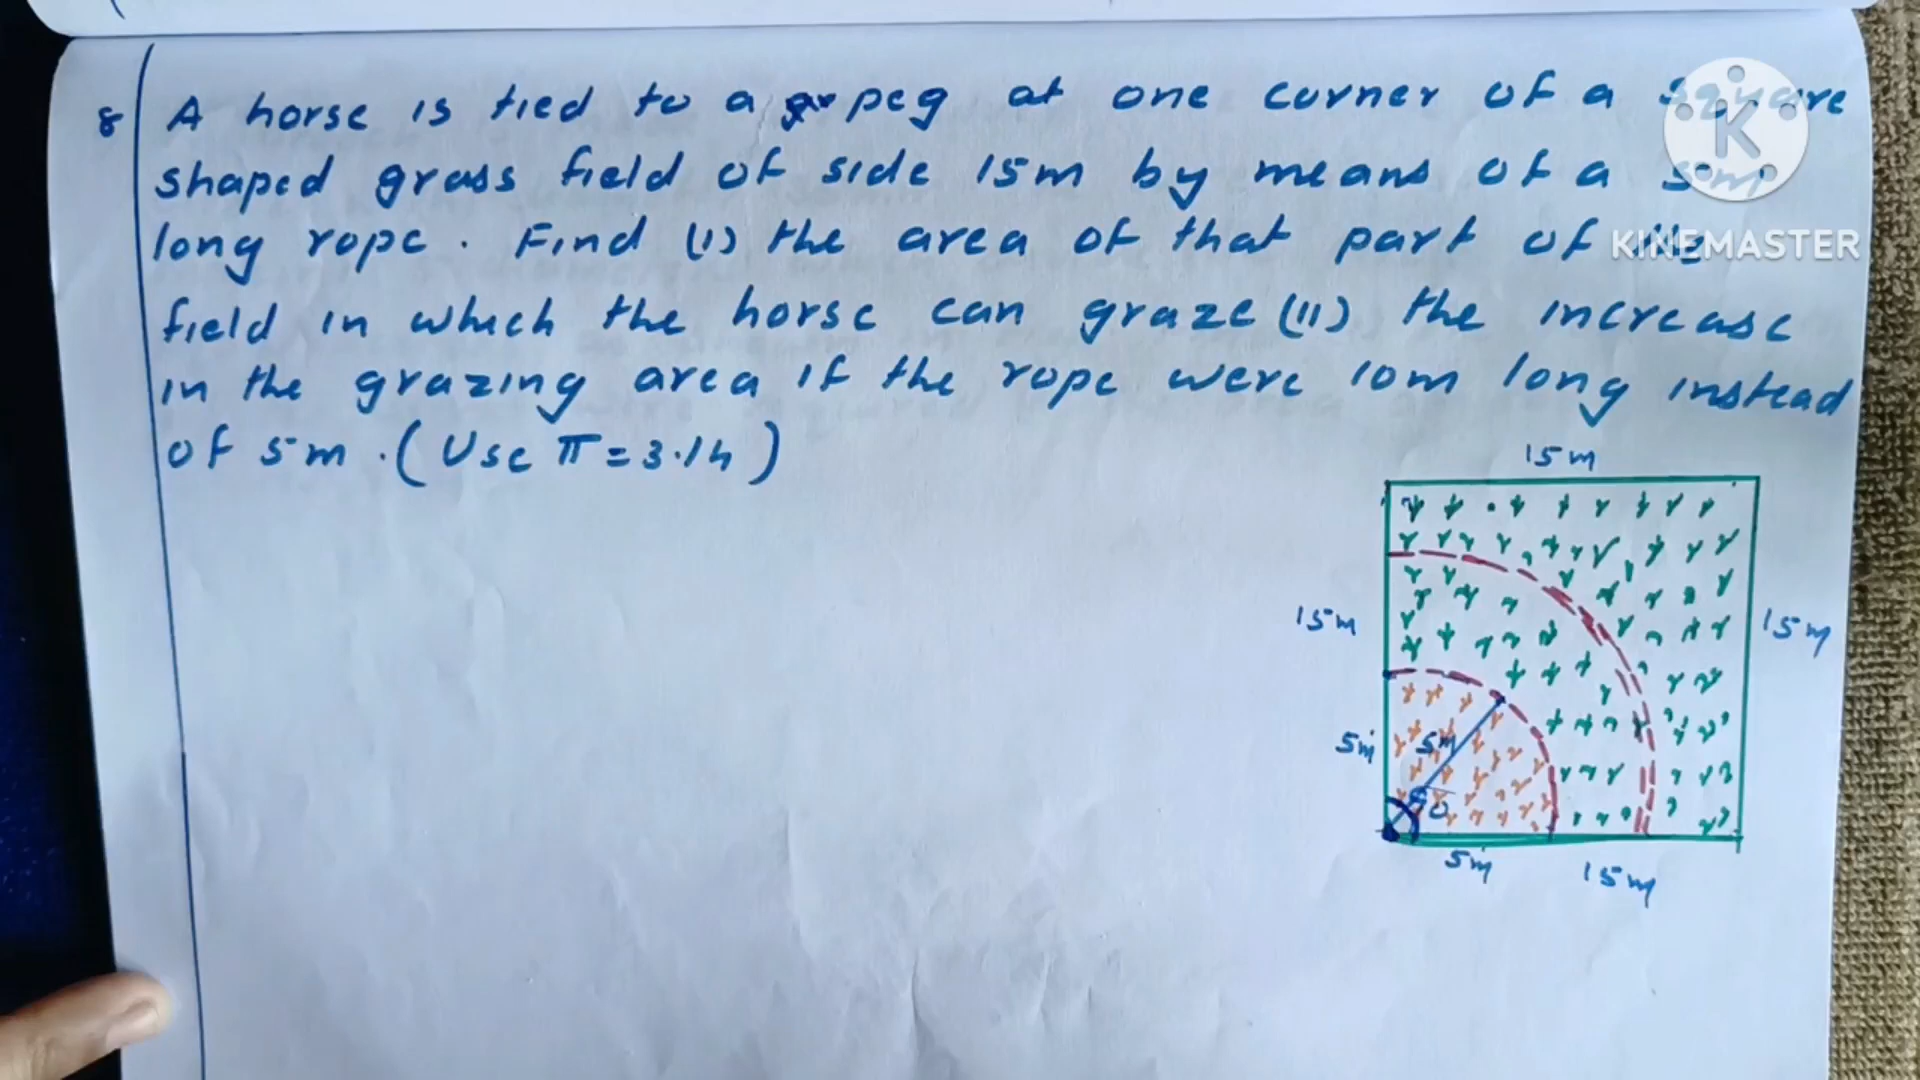 8 A horse is tied to a peg at one corner of a square
shaped grass field of side 15m by means of a 5m
long rope. Find (i) the area of that part of the
field in which the horse can graze (ii) the increase
in the grazing area if the rope were 10m long instead
of 5m. (Use π = 3.14)
15m
15m
15m
5m
5m
5m
15m
K
KINEMASTER